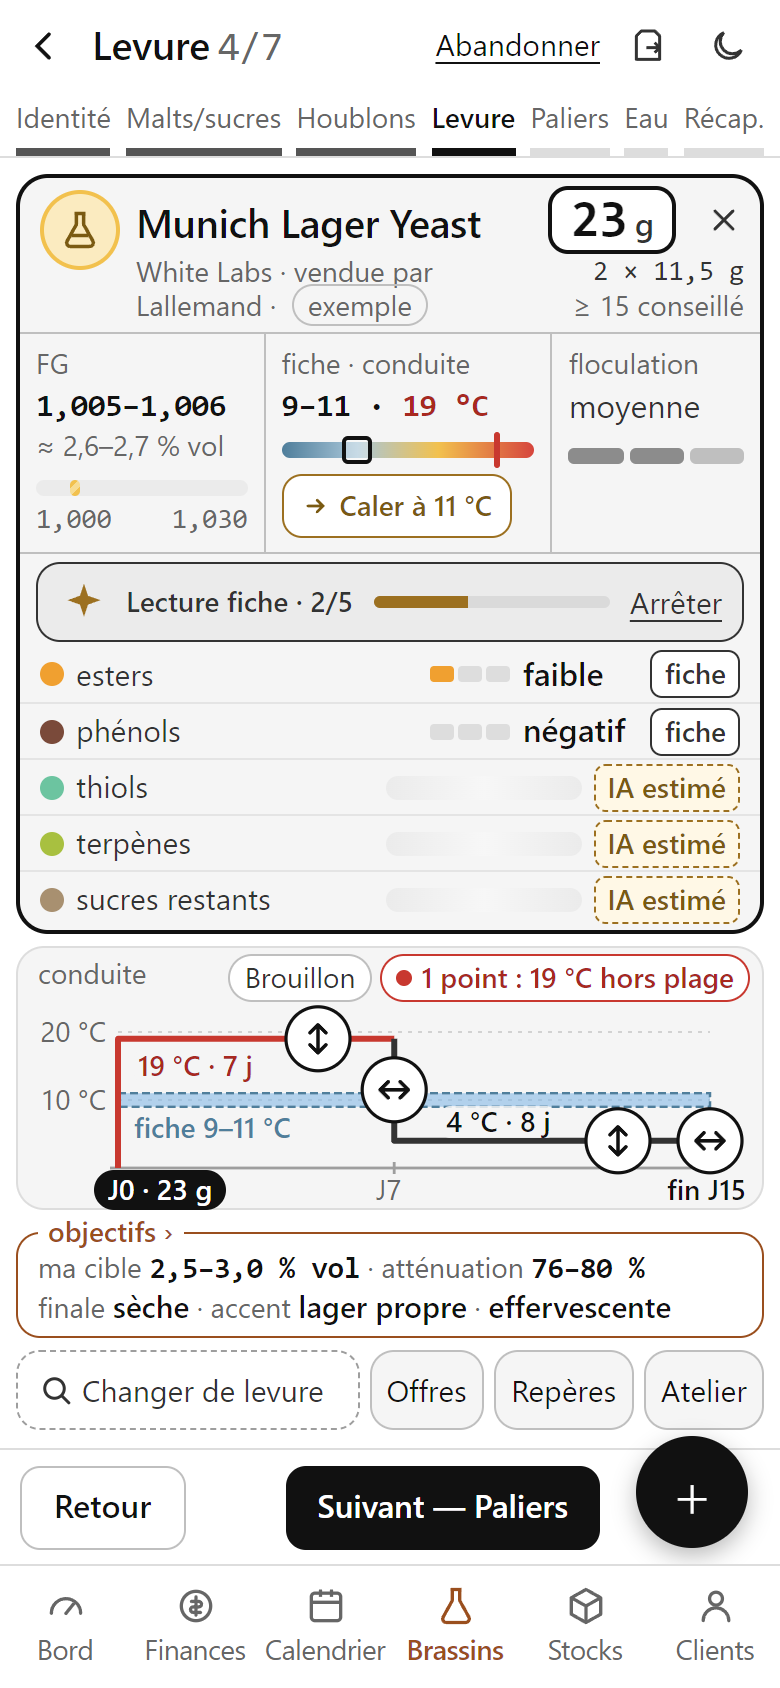 Levure 4/7
Abandonner
Identité Malts/sucres Houblons Levure Paliers Eau Récap.
Munich Lager Yeast
23 g
White Labs · vendue par
Lallemand · exemple
2 × 11,5 g
≥ 15 conseillé
FG
1,005–1,006
≈ 2,6–2,7 % vol
1,000 1,030
fiche · conduite
9–11 · 19 °C
→ Caler à 11 °C
floculation
moyenne
Lecture fiche · 2/5
Arrêter
esters faible fiche
phénols négatif fiche
thiols IA estimé
terpènes IA estimé
sucres restants IA estimé
conduite
Brouillon
1 point : 19 °C hors plage
20 °C
19 °C · 7 j
10 °C
fiche 9–11 °C
4 °C · 8 j
J0 · 23 g
J7
fin J15
objectifs ›
ma cible 2,5–3,0 % vol · atténuation 76–80 %
finale sèche · accent lager propre · effervescente
Changer de levure
Offres
Repères
Atelier
Retour
Suivant — Paliers
+
Bord Finances Calendrier Brassins Stocks Clients